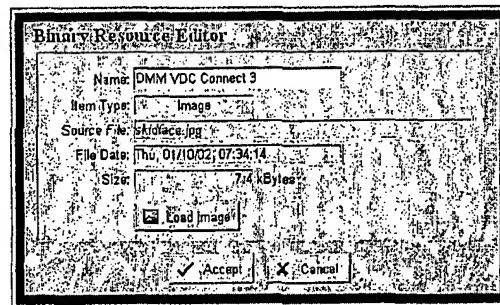 Binary Resource Editor
Name: DMM VDC Connect 3
Item Type: Image
Source File: skidface.jpg
File Date: Thu, 01/10/02, 07:34:14
Size: 7.4 kBytes
Load Image
Accept Cancel